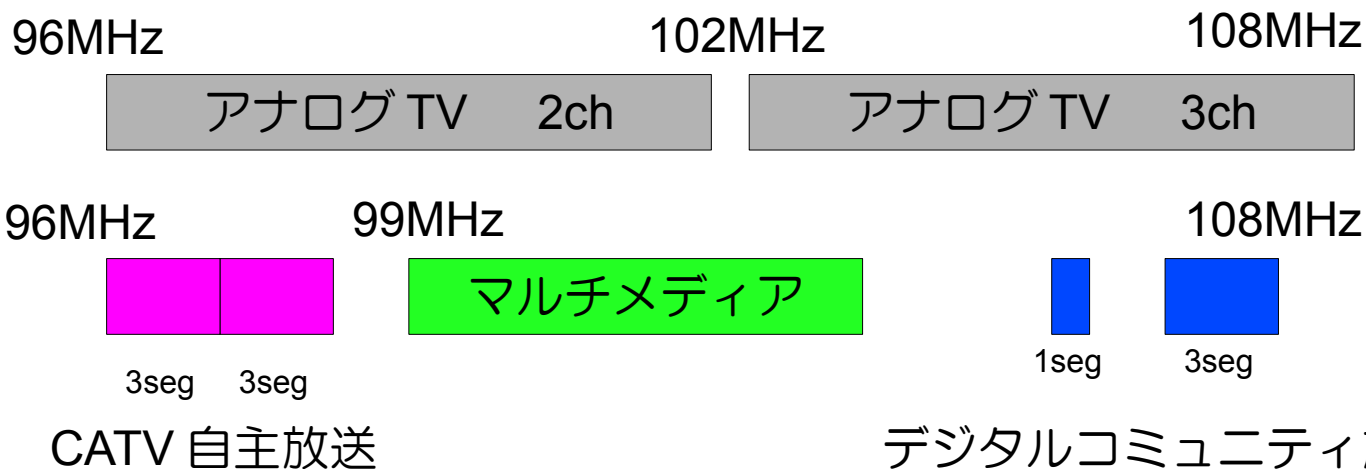 96MHz 102MHz 108MHz
アナログ TV 2ch アナログ TV 3ch
96MHz 99MHz 108MHz
マルチメディア
3seg 3seg 1seg 3seg
CATV 自主放送 デジタルコミュニティ